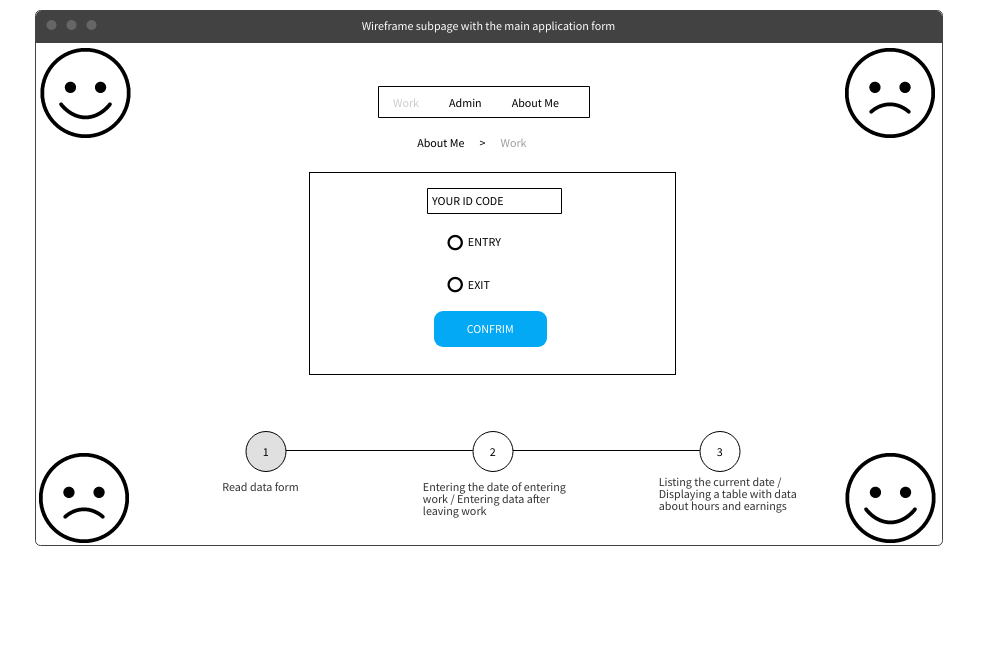 Wireframe subpage with the main application form
Work Admin About Me
About Me > Work
YOUR ID CODE
ENTRY
EXIT
CONFRIM
1
Read data form
2
Entering the date of entering
work / Entering data after
leaving work
3
Listing the current date /
Displaying a table with data
about hours and earnings